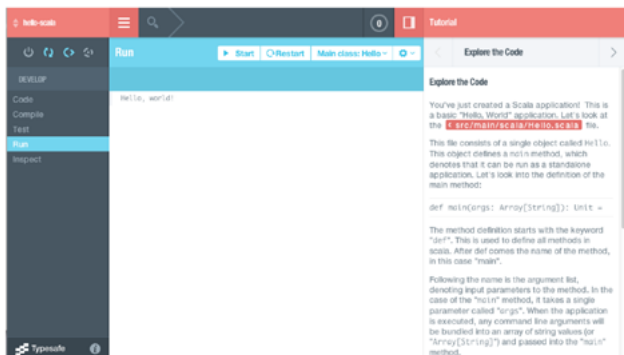 hello-scala
0
Tutorial
Run
Start
Restart
Main class: Hello
Explore the Code
DEVELOP
Code
Compile
Test
Run
Inspect
Hello, world!
Explore the Code
You've just created a Scala application! This is
a basic "Hello, World" application. Let's look at
the src/main/scala/Hello.scala file.
This file consists of a single object called Hello.
This object defines a main method, which
denotes that it can be run as a standalone
application. Let's look into the definition of the
main method:
def main(args: Array[String]): Unit =
The method definition starts with the keyword
"def". This is used to define all methods in
scala. After def comes the name of the method,
in this case "main".
Following the name is the argument list,
denoting input parameters to the method. In the
case of the "main" method, it takes a single
parameter called "args". When the application
is executed, any command line arguments will
be bundled into an array of string values (or
"Array[String]") and passed into the "main"
method.
Typesafe